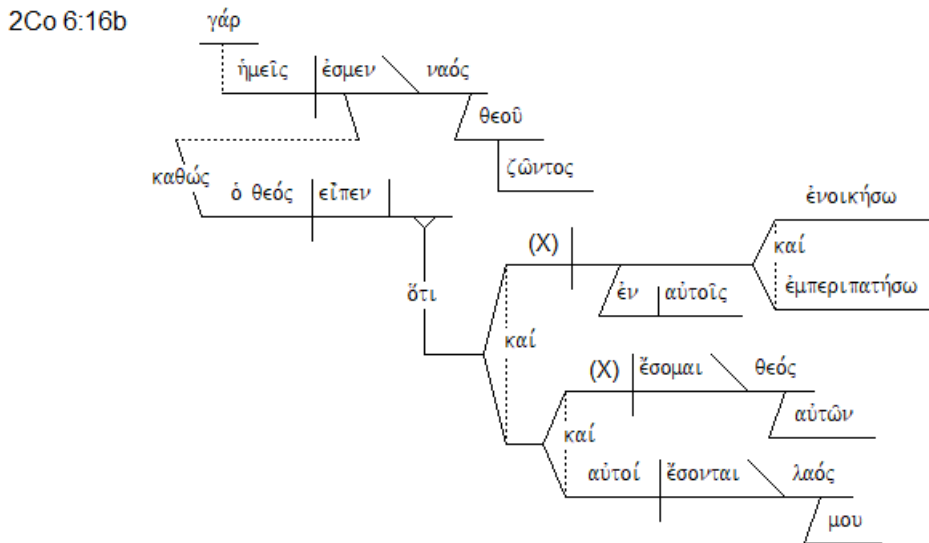 2Co 6:16b
γάρ
ἡμεῖς ἐσμεν ναός
θεοῦ
ζῶντος
καθώς
ὁ θεός εἶπεν
ὅτι
καί
(X)
ἐν αὐτοῖς
ἐνοικήσω
καί
ἐμπεριπατήσω
καί
(X) ἔσομαι θεός
αὐτῶν
αὐτοί ἔσονται λαός
μου